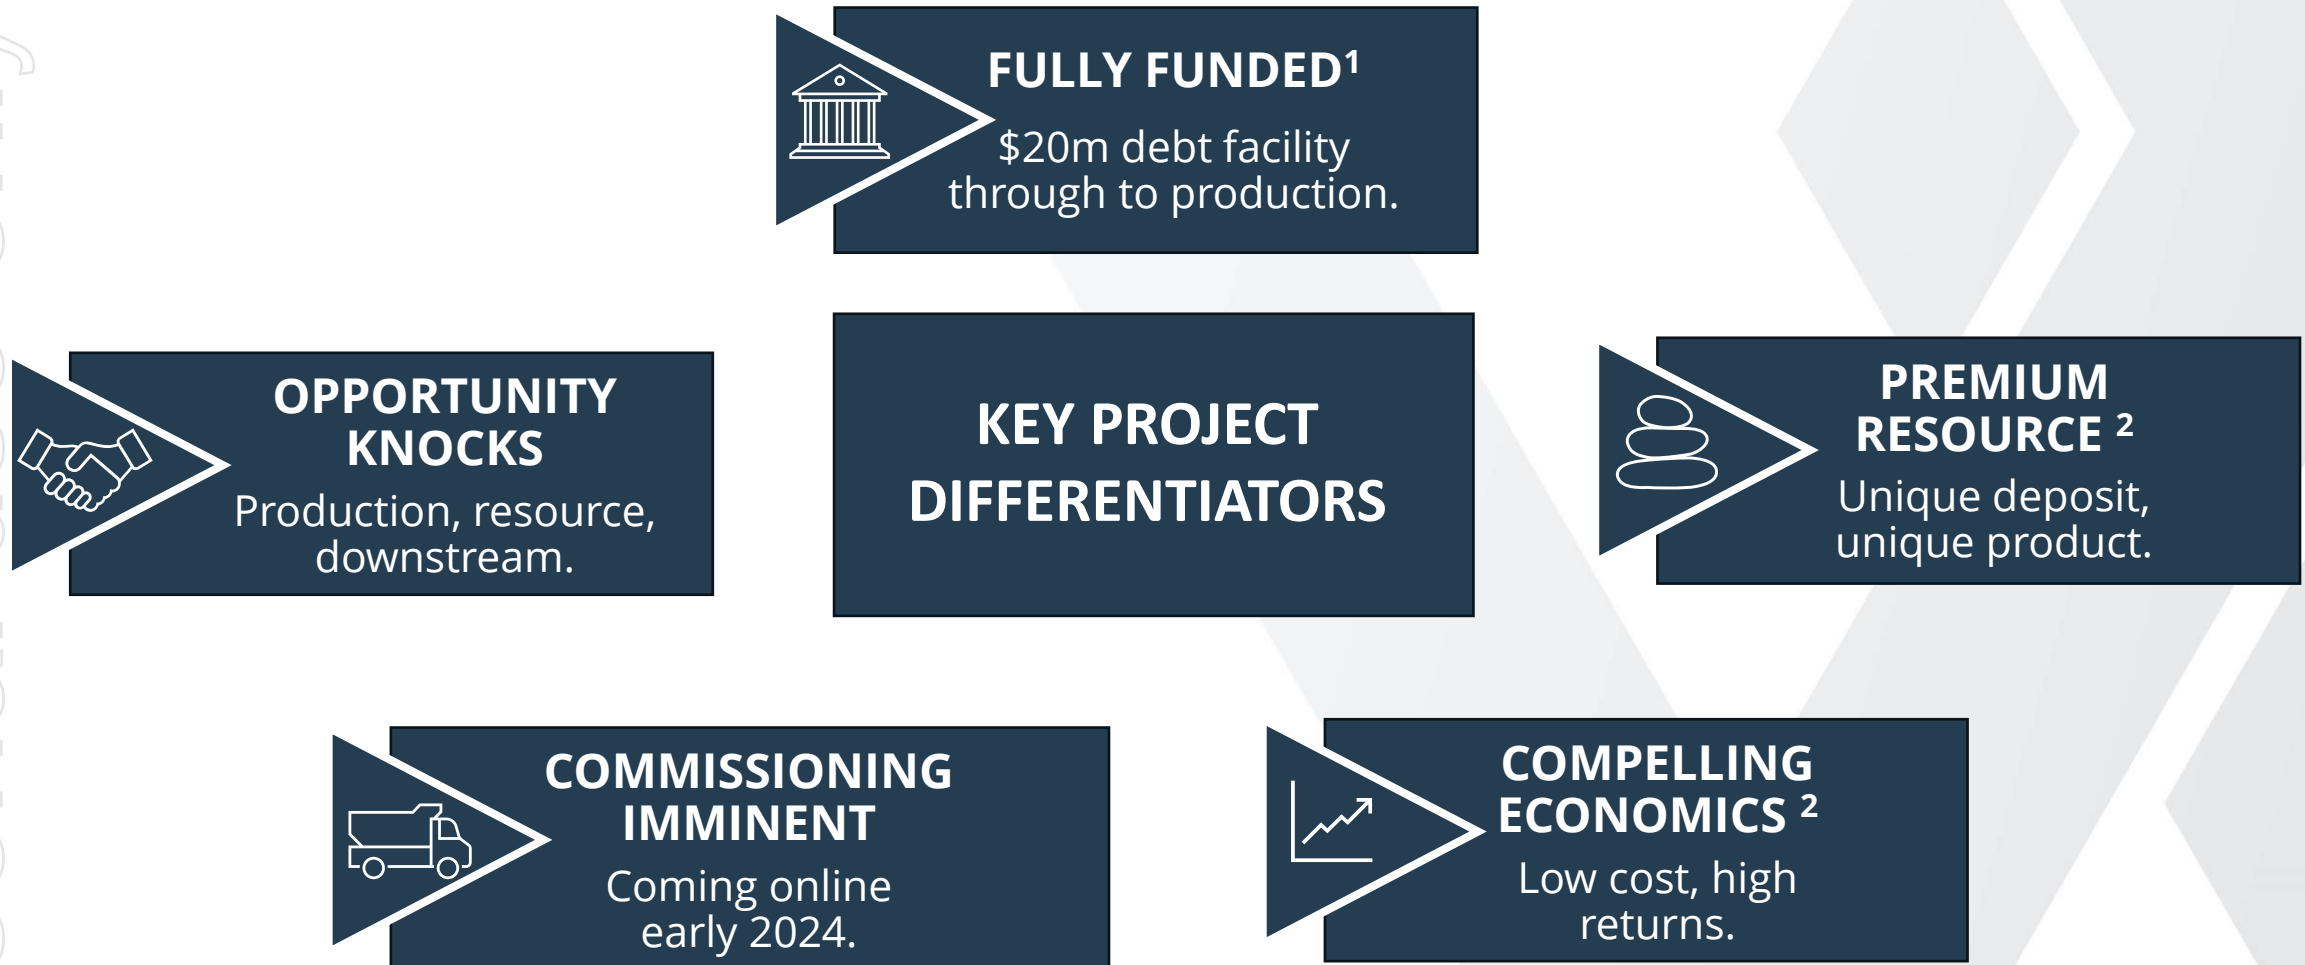 FULLY FUNDED¹
$20m debt facility
through to production.
OPPORTUNITY
KNOCKS
Production, resource,
downstream.
KEY PROJECT
DIFFERENTIATORS
PREMIUM
RESOURCE ²
Unique deposit,
unique product.
COMMISSIONING
IMMINENT
Coming online
early 2024.
COMPELLING
ECONOMICS ²
Low cost, high
returns.